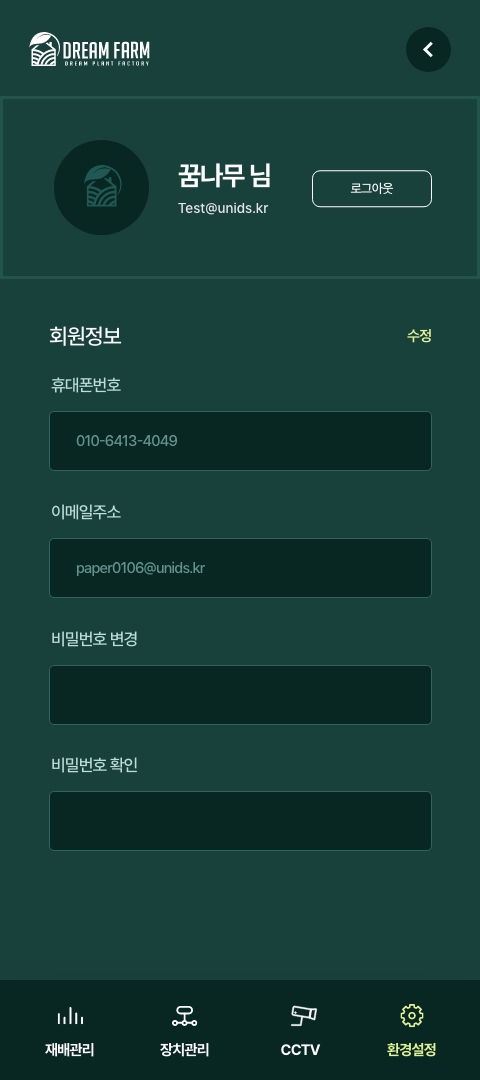 DREAM FARM
DREAM PLANT FACTORY
꿈나무 님
Test@unids.kr
로그아웃
회원정보
수정
휴대폰번호
010-6413-4049
이메일주소
paper0106@unids.kr
비밀번호 변경
비밀번호 확인
재배관리
장치관리
CCTV
환경설정